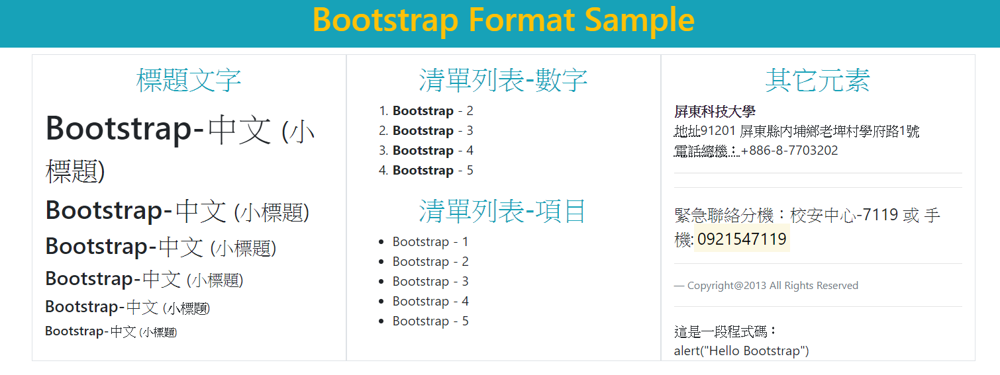 Bootstrap Format Sample
標題文字
Bootstrap-中文 (小
標題)
Bootstrap-中文 (小標題)
Bootstrap-中文 (小標題)
Bootstrap-中文 (小標題)
Bootstrap-中文 (小標題)
Bootstrap-中文 (小標題)
清單列表-數字
1. Bootstrap - 2
2. Bootstrap - 3
3. Bootstrap - 4
4. Bootstrap - 5
清單列表-項目
• Bootstrap - 1
• Bootstrap - 2
• Bootstrap - 3
• Bootstrap - 4
• Bootstrap - 5
其它元素
屏東科技大學
地址91201 屏東縣內埔鄉老埤村學府路1號
電話總機：+886-8-7703202
緊急聯絡分機：校安中心-7119 或 手
機: 0921547119
— Copyright@2013 All Rights Reserved
這是一段程式碼：
alert("Hello Bootstrap")